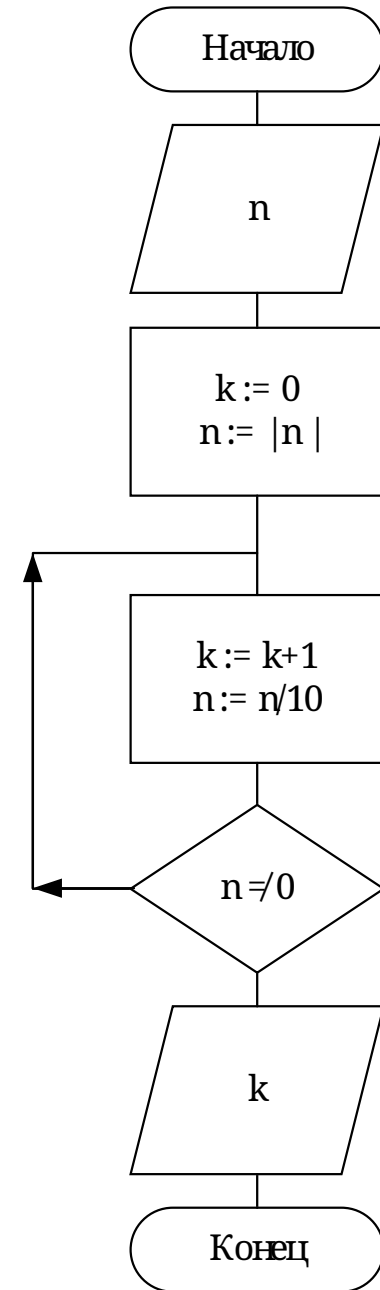 Начало
n
k := 0
n := |n |
k := k+1
n := n/10
n ≠ 0
k
Конец